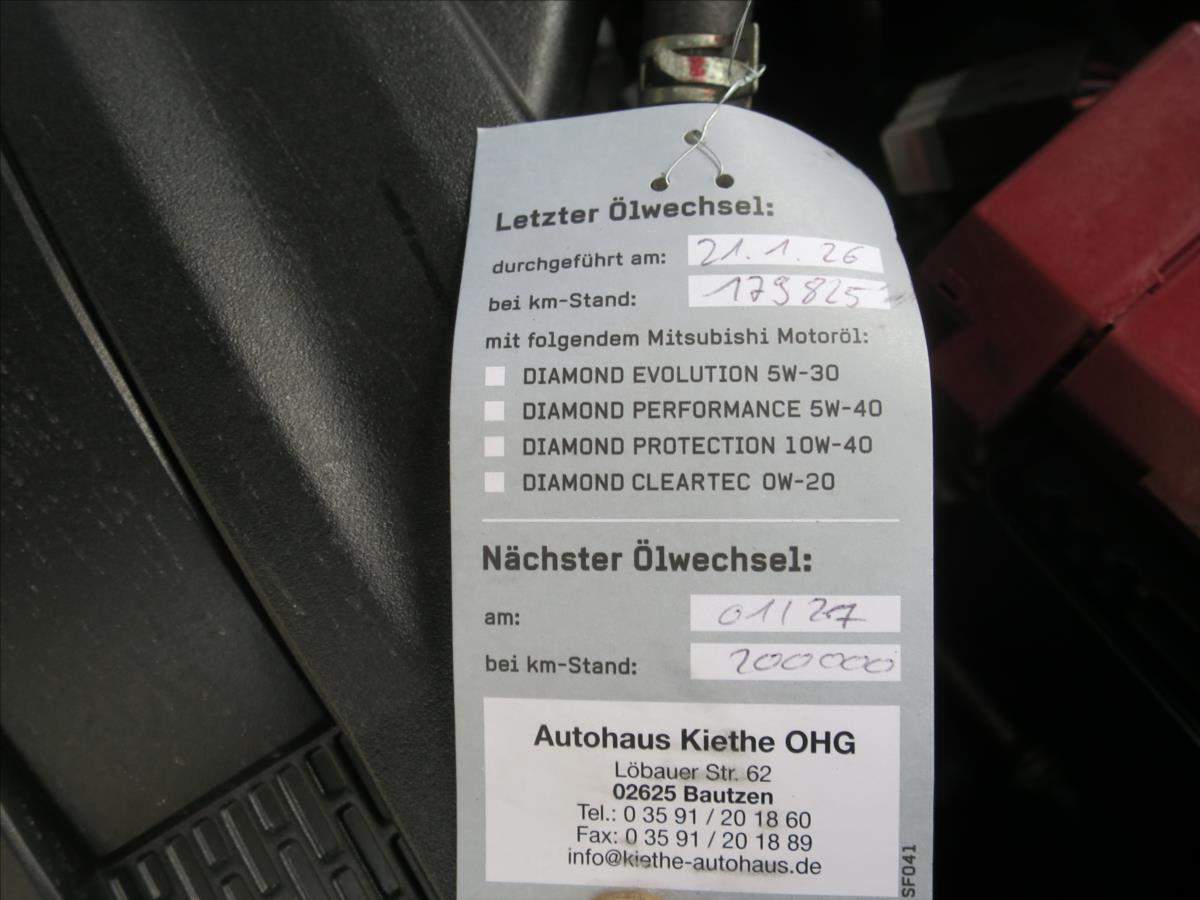 Letzter Ölwechsel:
durchgeführt am: 21.1.26
bei km-Stand: 179825
mit folgendem Mitsubishi Motoröl:
DIAMOND EVOLUTION 5W-30
DIAMOND PERFORMANCE 5W-40
DIAMOND PROTECTION 10W-40
DIAMOND CLEARTEC 0W-20
Nächster Ölwechsel:
am: 01/27
bei km-Stand: 200000
Autohaus Kiethe OHG
Löbauer Str. 62
02625 Bautzen
Tel.: 0 35 91 / 20 18 60
Fax: 0 35 91 / 20 18 89
info@kiethe-autohaus.de
SF041